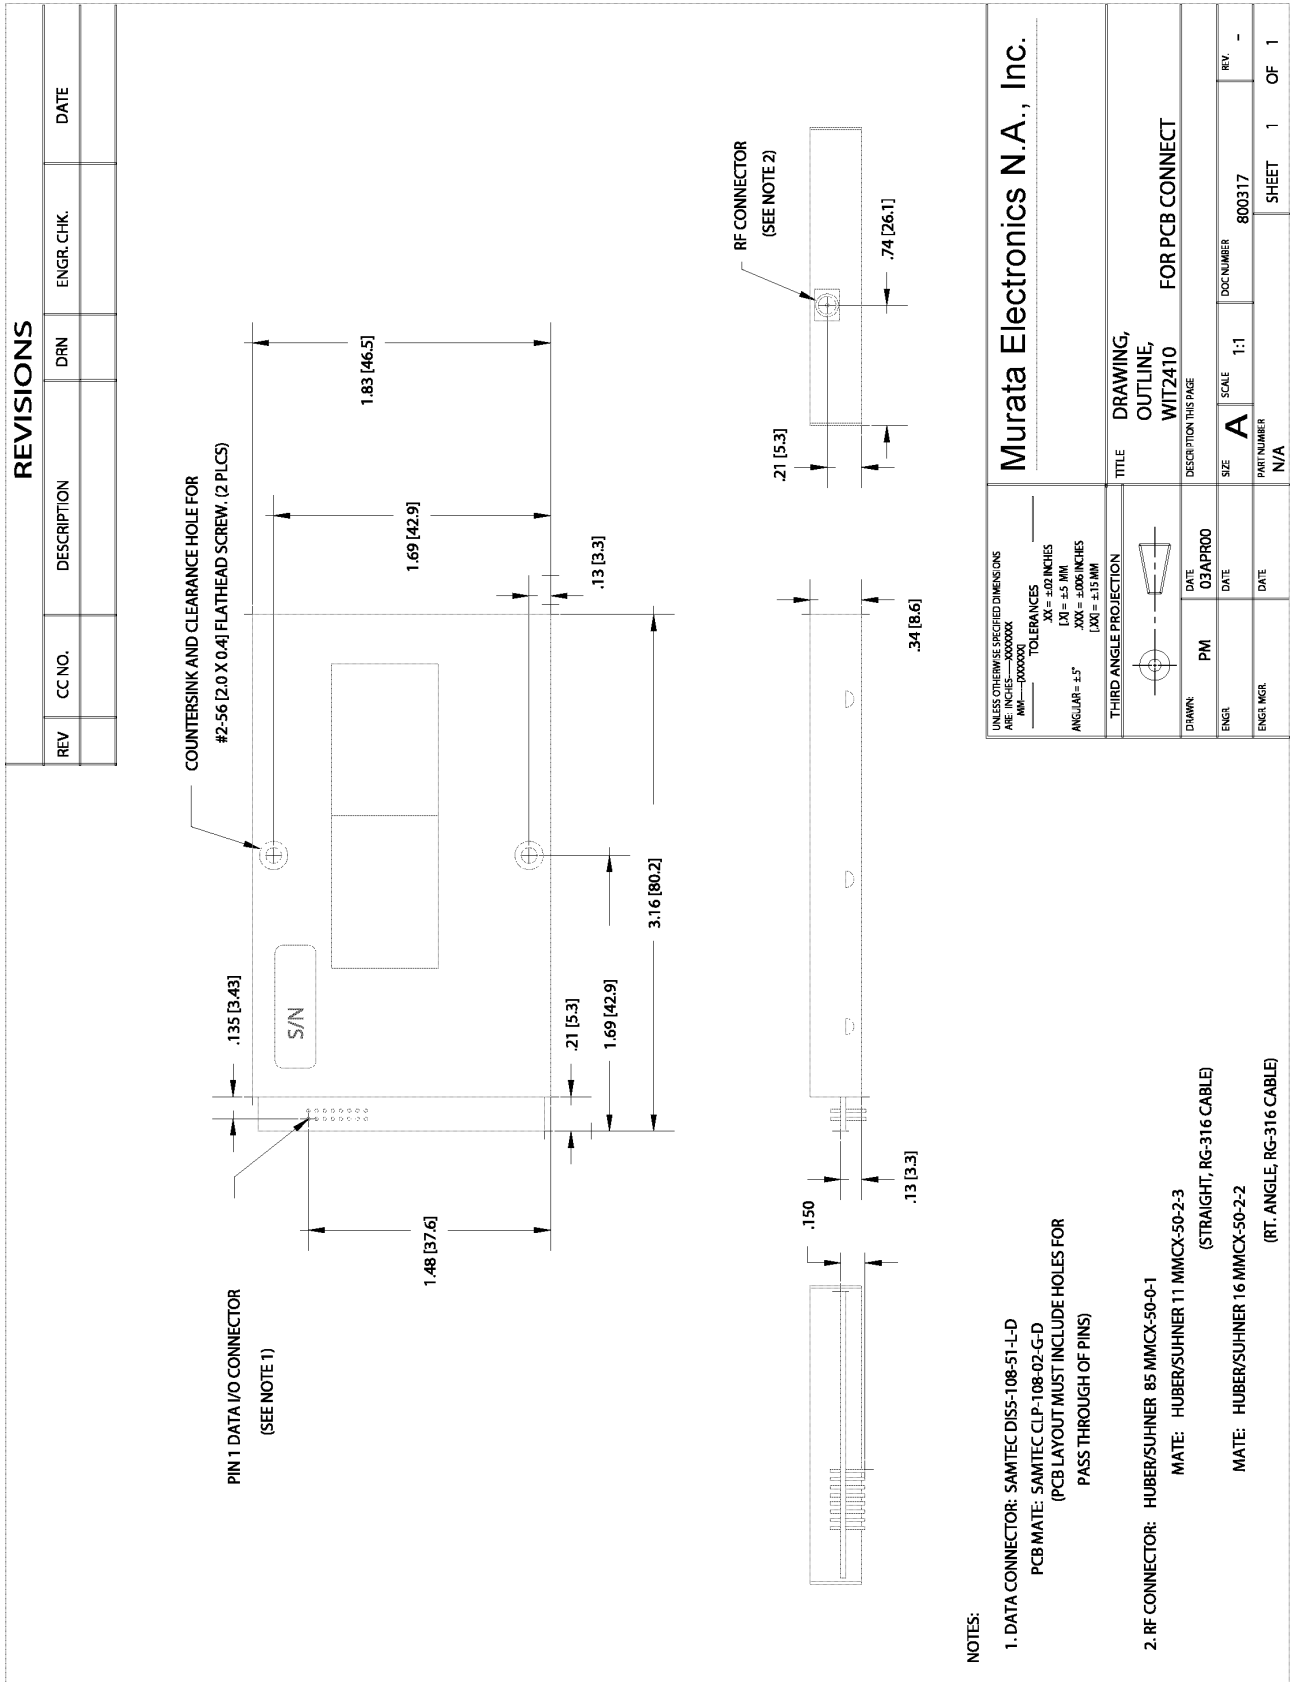 REVISIONS
REV CC NO. DESCRIPTION DRN ENGR. CHK. DATE
COUNTERSINK AND CLEARANCE HOLE FOR
#2-56 [2.0 X 0.4] FLATHEAD SCREW. (2 PLCS)
.135 [3.43]
S/N
PIN 1 DATA I/O CONNECTOR
(SEE NOTE 1)
1.83 [46.5]
1.69 [42.9]
.13 [3.3]
1.48 [37.6]
.21 [5.3]
1.69 [42.9]
3.16 [80.2]
RF CONNECTOR
(SEE NOTE 2)
.21 [5.3]
.74 [26.1]
.150
.13 [3.3]
.34 [8.6]
NOTES:
1. DATA CONNECTOR: SAMTEC DIS5-108-51-L-D
PCB MATE: SAMTEC CLP-108-02-G-D
(PCB LAYOUT MUST INCLUDE HOLES FOR
PASS THROUGH OF PINS)
2. RF CONNECTOR: HUBER/SUHNER 85 MMCX-50-0-1
MATE: HUBER/SUHNER 11 MMCX-50-2-3
(STRAIGHT, RG-316 CABLE)
MATE: HUBER/SUHNER 16 MMCX-50-2-2
(RT. ANGLE, RG-316 CABLE)
UNLESS OTHERWISE SPECIFIED DIMENSIONS
ARE: INCHES
MM
TOLERANCES
.XX = ±.02 INCHES
[.X] = ±.5 MM
.XXX = ±.006 INCHES
[.XX] = ±.15 MM
ANGULAR = ±.5°
THIRD ANGLE PROJECTION
Murata Electronics N.A., Inc.
TITLE DRAWING,
OUTLINE,
WIT2410 FOR PCB CONNECT
DRAWN: PM DATE 03APR00 DESCRIPTION THIS PAGE
ENGR. DATE SIZE A SCALE 1:1 DOC NUMBER 800317 REV. -
ENGR. MGR. DATE PART NUMBER N/A SHEET 1 OF 1